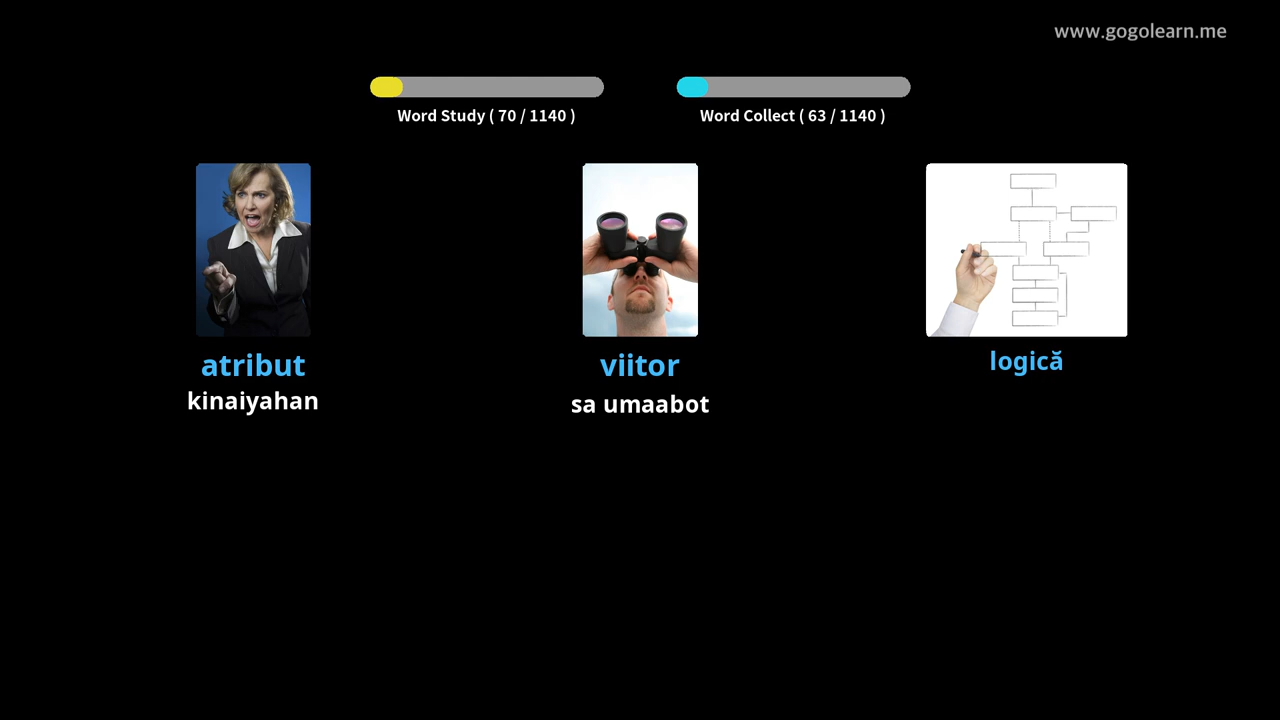 www.gogolearn.me
Word Study ( 70 / 1140 )
Word Collect ( 63 / 1140 )
atribut
kinaiyahan
viitor
sa umaabot
logică